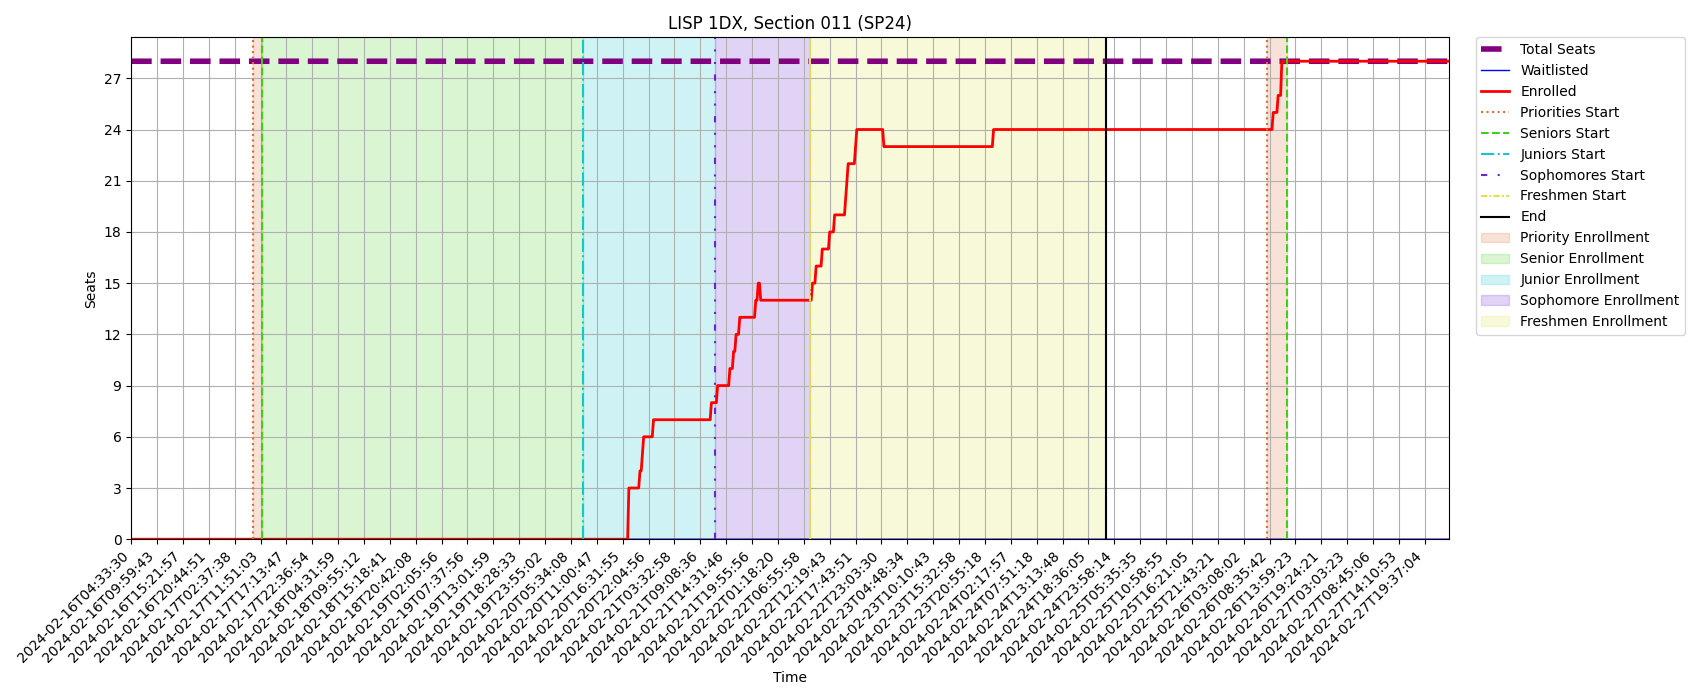 LISP 1DX, Section 011 (SP24)
Seats
27
24
21
18
15
12
9
6
3
0
2024-02-16T04:33:30
2024-02-16T09:59:43
2024-02-16T15:21:57
2024-02-16T20:44:51
2024-02-17T02:37:38
2024-02-17T11:51:03
2024-02-17T17:13:47
2024-02-17T22:36:54
2024-02-18T04:31:59
2024-02-18T09:55:12
2024-02-18T15:18:41
2024-02-18T20:42:08
2024-02-19T02:05:56
2024-02-19T07:37:56
2024-02-19T13:01:59
2024-02-19T18:28:33
2024-02-19T23:55:02
2024-02-20T05:34:08
2024-02-20T11:00:47
2024-02-20T16:31:55
2024-02-20T22:04:56
2024-02-21T03:32:58
2024-02-21T09:08:36
2024-02-21T14:31:46
2024-02-21T19:55:56
2024-02-22T01:18:20
2024-02-22T06:55:58
2024-02-22T12:19:43
2024-02-22T17:43:51
2024-02-22T23:03:30
2024-02-23T04:48:34
2024-02-23T10:10:43
2024-02-23T15:32:58
2024-02-23T20:55:18
2024-02-24T02:17:57
2024-02-24T07:51:18
2024-02-24T13:13:48
2024-02-24T18:36:05
2024-02-24T23:58:14
2024-02-25T05:35:35
2024-02-25T10:58:55
2024-02-25T16:21:05
2024-02-25T21:43:21
2024-02-26T03:08:02
2024-02-26T08:35:42
2024-02-26T13:59:23
2024-02-26T19:24:21
2024-02-27T03:03:23
2024-02-27T08:45:06
2024-02-27T14:10:53
2024-02-27T19:37:04
Time
Total Seats
Waitlisted
Enrolled
Priorities Start
Seniors Start
Juniors Start
Sophomores Start
Freshmen Start
End
Priority Enrollment
Senior Enrollment
Junior Enrollment
Sophomore Enrollment
Freshmen Enrollment